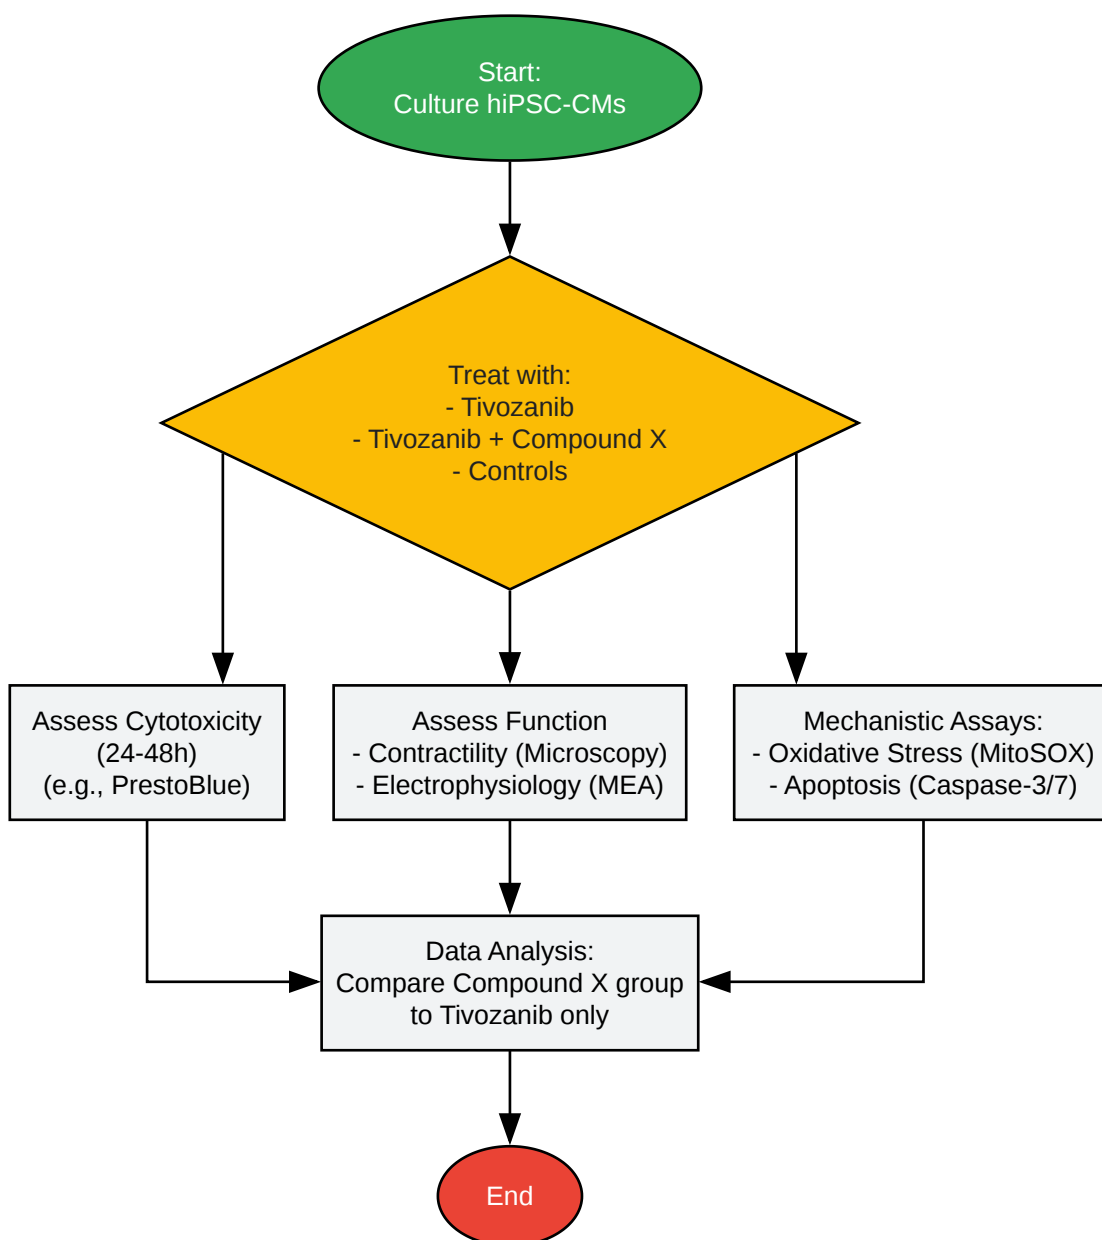 Start:
Culture hiPSC-CMs
Treat with:
- Tivozanib
- Tivozanib + Compound X
- Controls
Assess Cytotoxicity
(24-48h)
(e.g., PrestoBlue)
Assess Function
- Contractility (Microscopy)
- Electrophysiology (MEA)
Mechanistic Assays:
- Oxidative Stress (MitoSOX)
- Apoptosis (Caspase-3/7)
Data Analysis:
Compare Compound X group
to Tivozanib only
End